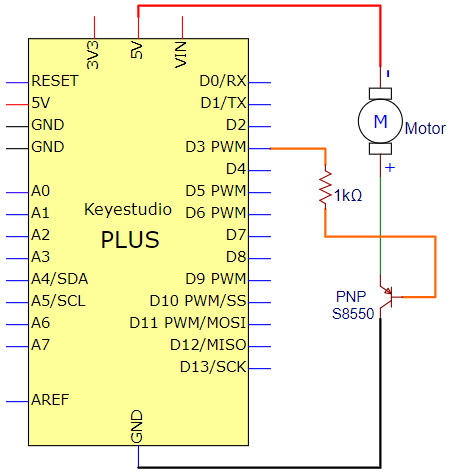 3V3
5V
VIN
RESET
5V
GND
GND
A0
A1
A2
A3
A4/SDA
A5/SCL
A6
A7
AREF
D0/RX
D1/TX
D2
D3 PWM
D4
D5 PWM
D6 PWM
D7
D8
D9 PWM
D10 PWM/SS
D11 PWM/MOSI
D12/MISO
D13/SCK
Keyestudio
PLUS
GND
M
Motor
+
1kΩ
PNP
S8550